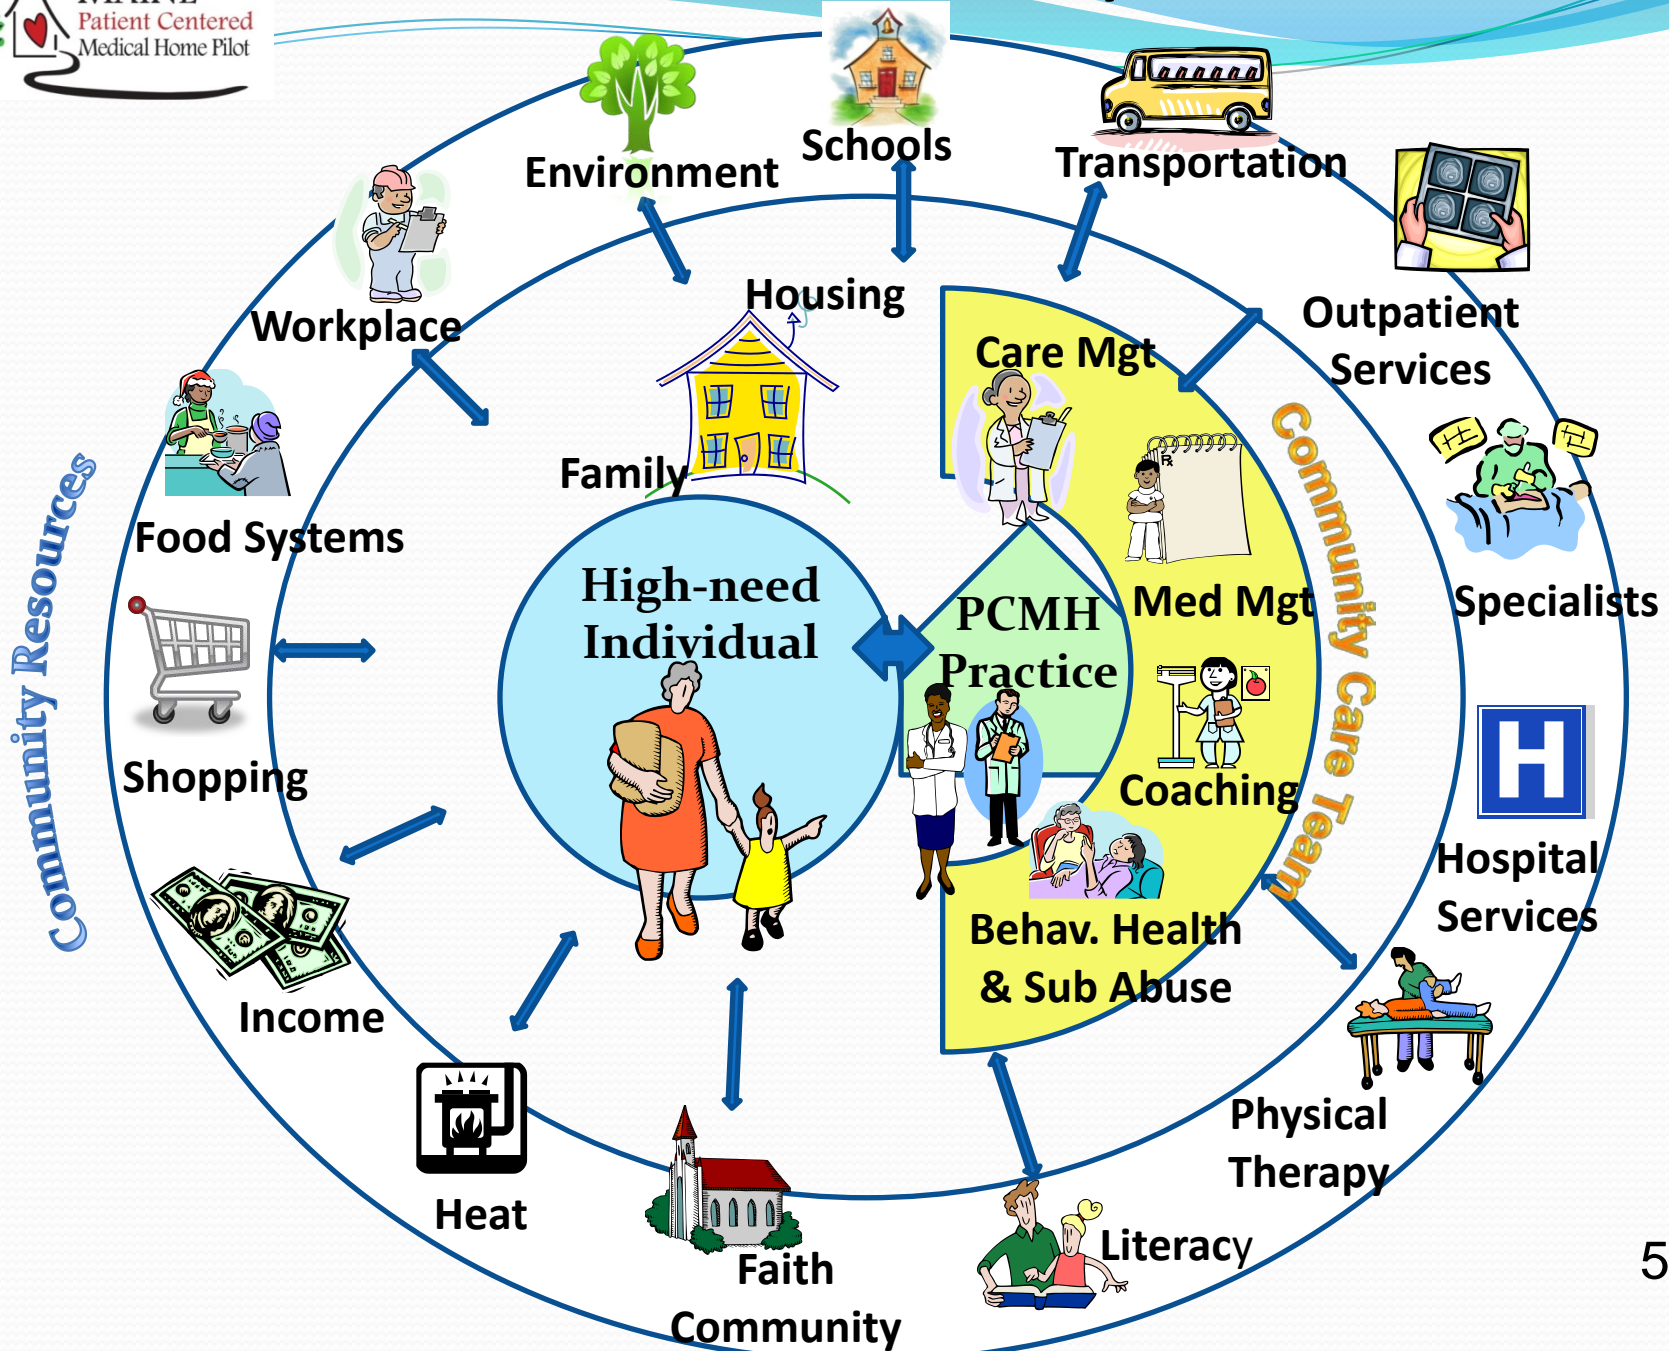 Patient Centered
Medical Home Pilot
Schools
Environment
Transportation
Workplace
Housing
Outpatient
Services
Care Mgt
Family
Food Systems
Community Resources
High-need
Individual
PCMH
Practice
Rx
Med Mgt
Community Care Team
Specialists
Shopping
Coaching
H
Hospital
Services
Behav. Health
& Sub Abuse
Income
Physical
Therapy
Heat
Literacy
Faith
Community
5